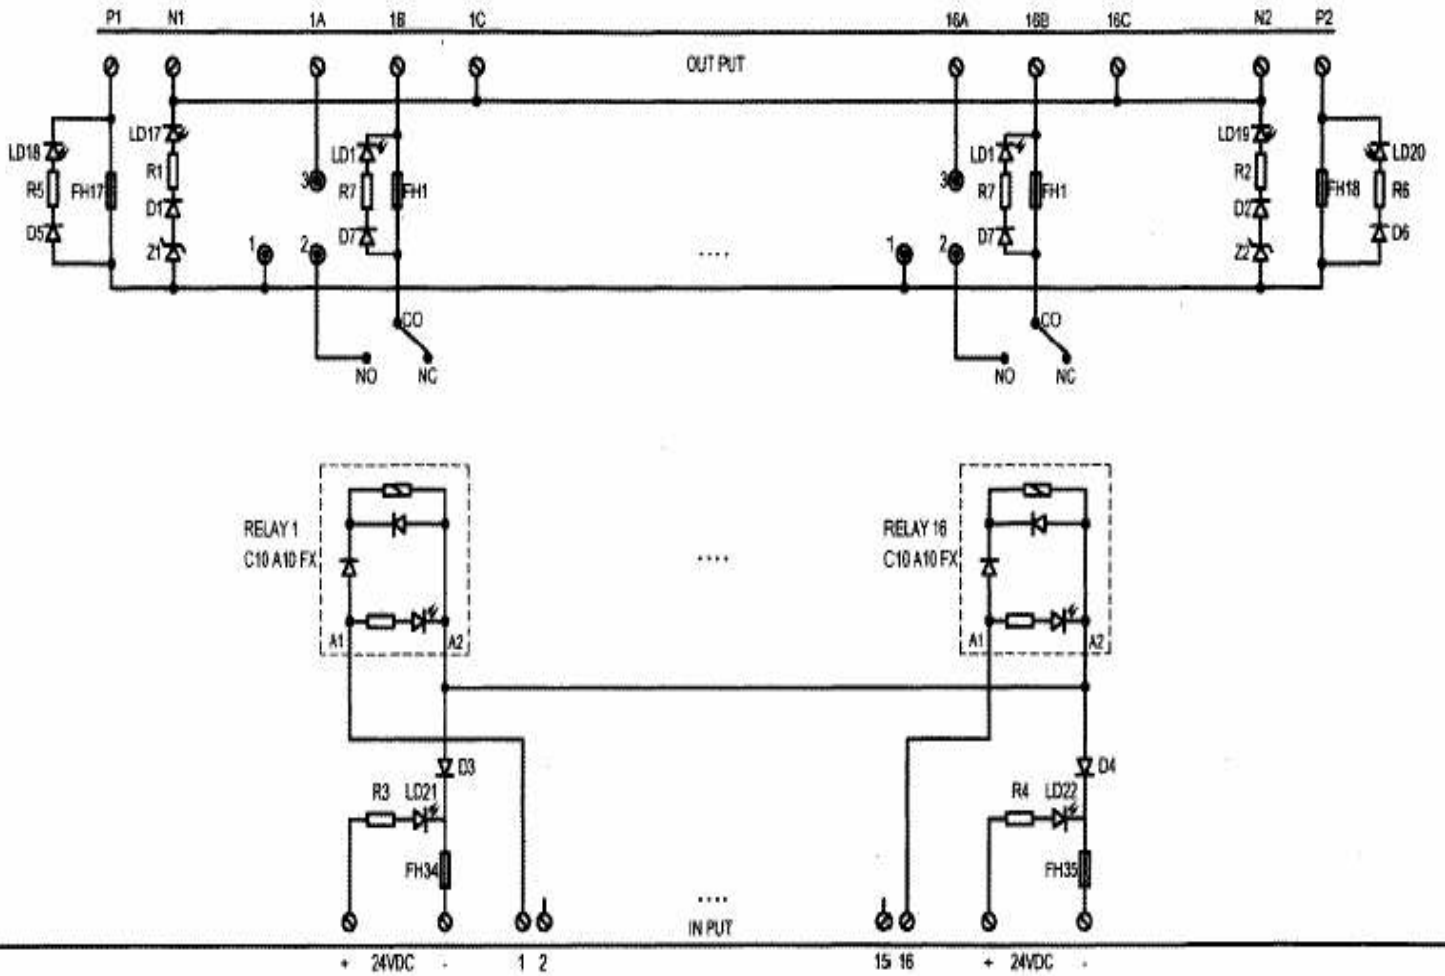 P1 N1 1A 1B 1C 16A 16B 16C N2 P2
OUT PUT
LD17 LD19
LD18 LD1 LD1 LD20
R1 R2
R5 FH17 3 R7 FH1 3 R7 FH1 FH18 R6
D1 D2
D5 1 2 D7 1 2 D7 D6
Z1 .... Z2
CO CO
NO NC NO NC
RELAY 1 RELAY 16
C10 A10 FX .... C10 A10 FX
A1 A2 A1 A2
D3 D4
R3 LD21 R4 LD22
FH34 FH35
....
IN PUT
+ 24VDC - 1 2 15 16 + 24VDC -